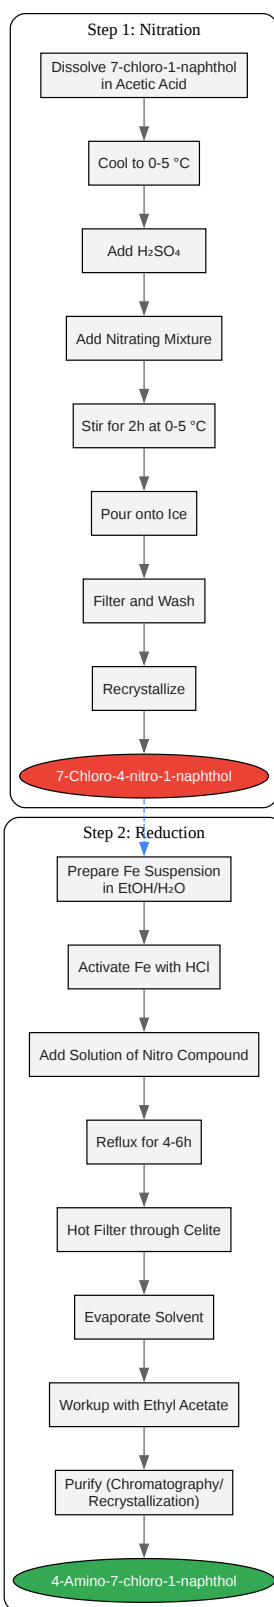 Step 1: Nitration
Dissolve 7-chloro-1-naphthol
in Acetic Acid
Cool to 0-5 °C
Add H₂SO₄
Add Nitrating Mixture
Stir for 2h at 0-5 °C
Pour onto Ice
Filter and Wash
Recrystallize
7-Chloro-4-nitro-1-naphthol
Step 2: Reduction
Prepare Fe Suspension
in EtOH/H₂O
Activate Fe with HCl
Add Solution of Nitro Compound
Reflux for 4-6h
Hot Filter through Celite
Evaporate Solvent
Workup with Ethyl Acetate
Purify (Chromatography/
Recrystallization)
4-Amino-7-chloro-1-naphthol